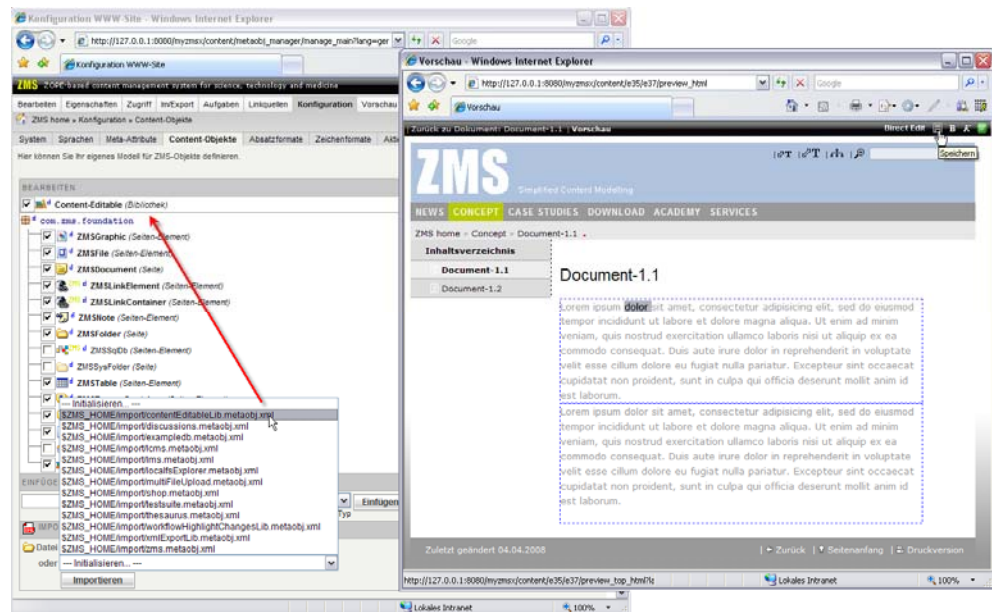 Konfiguration WWW-Site - Windows Internet Explorer
http://127.0.0.1:8080/myzmsx/content/metaobj_manager/manage_main?lang=ger
Google
Konfiguration WWW-Site
ZMS ZOPE-based content management system for science, technology and medicine
Bearbeiten Eigenschaften Zugriff Im/Export Aufgaben Linkquellen Konfiguration Vorschau
ZMS home » Konfiguration » Content-Objekte
System Sprachen Meta-Attribute Content-Objekte Absatzformate Zeichenformate
Hier können Sie Ihr eigenes Modell für ZMS-Objekte definieren.
BEARBEITEN
Content-Editable (Bibliothek)
com.zms.foundation
ZMSGraphic (Seiten-Element)
ZMSFile (Seiten-Element)
ZMSDocument (Seite)
ZMSLinkElement (Seiten-Element)
ZMSLinkContainer (Seiten-Element)
ZMSNote (Seiten-Element)
ZMSFolder (Seite)
ZMSSqlDb (Seiten-Element)
ZMSSysFolder (Seite)
ZMSTable (Seiten-Element)
--- Initialisieren... ---
$ZMS_HOME/import/contentEditableLib.metaobj.xml
$ZMS_HOME/import/discussions.metaobj.xml
$ZMS_HOME/import/exampledb.metaobj.xml
$ZMS_HOME/import/lcms.metaobj.xml
$ZMS_HOME/import/lms.metaobj.xml
$ZMS_HOME/import/localfsExplorer.metaobj.xml
$ZMS_HOME/import/multiFileUpload.metaobj.xml
$ZMS_HOME/import/shop.metaobj.xml
$ZMS_HOME/import/testsuite.metaobj.xml
$ZMS_HOME/import/thesaurus.metaobj.xml
$ZMS_HOME/import/workflowHighlightChangesLib.metaobj.xml
$ZMS_HOME/import/xmlExportLib.metaobj.xml
$ZMS_HOME/import/zms.metaobj.xml
EINFÜGE
Einfügen
Typ
IMPO
Datei
oder --- Initialisieren... ---
Importieren
Lokales Intranet 100%
Vorschau - Windows Internet Explorer
http://127.0.0.1:8080/myzmsx/content/e35/e37/preview_html
Google
Vorschau
Zurück zu Dokument: Document-1.1 | Vorschau Direct Edit B
Speichern
ZMS
Simplified Content Modelling
NEWS CONCEPT CASE STUDIES DOWNLOAD ACADEMY SERVICES
ZMS home » Concept » Document-1.1
Inhaltsverzeichnis
Document-1.1
Document-1.2
Document-1.1
Lorem ipsum dolor sit amet, consectetur adipisicing elit, sed do eiusmod
tempor incididunt ut labore et dolore magna aliqua. Ut enim ad minim
veniam, quis nostrud exercitation ullamco laboris nisi ut aliquip ex ea
commodo consequat. Duis aute irure dolor in reprehenderit in voluptate
velit esse cillum dolore eu fugiat nulla pariatur. Excepteur sint occaecat
cupidatat non proident, sunt in culpa qui officia deserunt mollit anim id
est laborum.
Lorem ipsum dolor sit amet, consectetur adipisicing elit, sed do eiusmod
tempor incididunt ut labore et dolore magna aliqua. Ut enim ad minim
veniam, quis nostrud exercitation ullamco laboris nisi ut aliquip ex ea
commodo consequat. Duis aute irure dolor in reprehenderit in voluptate
velit esse cillum dolore eu fugiat nulla pariatur. Excepteur sint occaecat
cupidatat non proident, sunt in culpa qui officia deserunt mollit anim id
est laborum.
Zuletzt geändert 04.04.2008 | Zurück | Seitenanfang | Druckversion
http://127.0.0.1:8080/myzmsx/content/e35/e37/preview_top_html?lc Lokales Intranet 100%